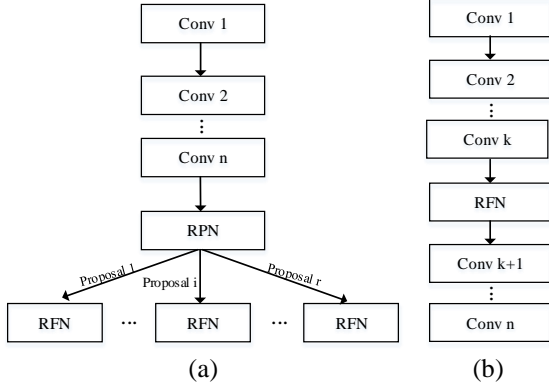 Conv 1
Conv 2
⋮
Conv n
RPN
Proposal 1
Proposal i
Proposal r
RFN ... RFN ... RFN
(a)
Conv 1
Conv 2
⋮
Conv k
RFN
Conv k+1
⋮
Conv n
(b)